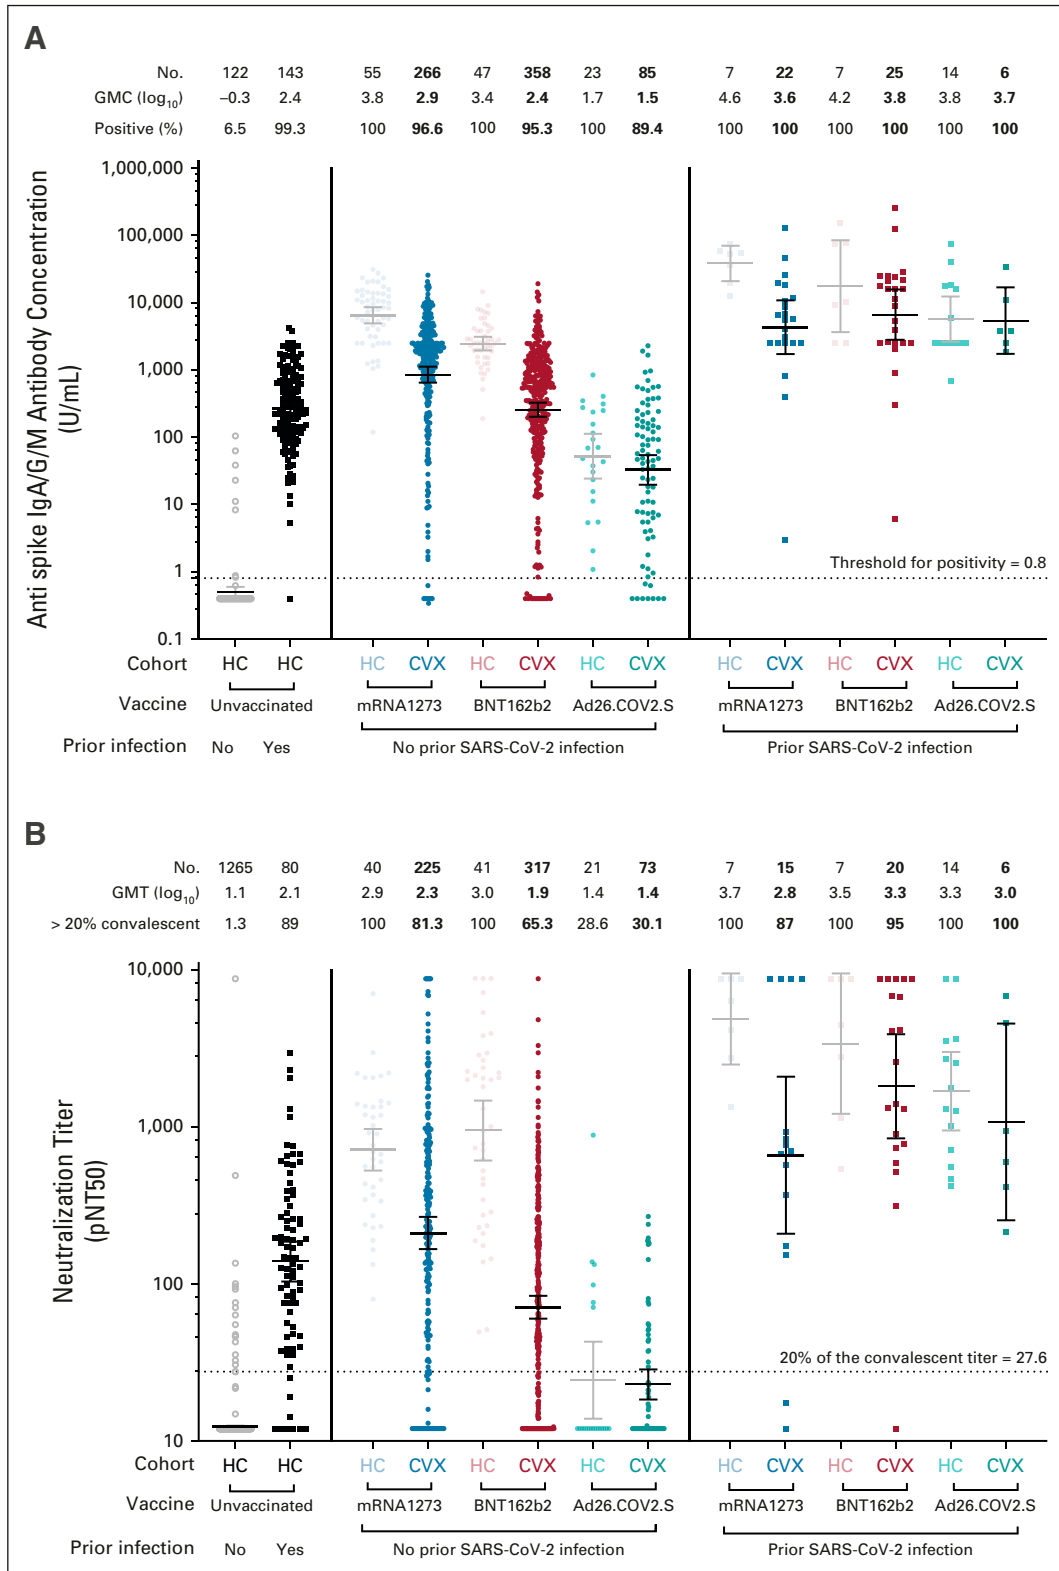 A
No. 122 143 55 266 47 358 23 85 7 22 7 25 14 6
GMC (log10) –0.3 2.4 3.8 2.9 3.4 2.4 1.7 1.5 4.6 3.6 4.2 3.8 3.8 3.7
Positive (%) 6.5 99.3 100 96.6 100 95.3 100 89.4 100 100 100 100 100 100
Anti spike IgA/G/M Antibody Concentration
(U/mL)
1,000,000
100,000
10,000
1,000
100
10
1
0.1
Threshold for positivity = 0.8
Cohort HC HC HC CVX HC CVX HC CVX HC CVX HC CVX HC CVX
Vaccine Unvaccinated mRNA1273 BNT162b2 Ad26.COV2.S mRNA1273 BNT162b2 Ad26.COV2.S
Prior infection No Yes No prior SARS-CoV-2 infection Prior SARS-CoV-2 infection
B
No. 1265 80 40 225 41 317 21 73 7 15 7 20 14 6
GMT (log10) 1.1 2.1 2.9 2.3 3.0 1.9 1.4 1.4 3.7 2.8 3.5 3.3 3.3 3.0
> 20% convalescent 1.3 89 100 81.3 100 65.3 28.6 30.1 100 87 100 95 100 100
Neutralization Titer
(pNT50)
10,000
1,000
100
10
20% of the convalescent titer = 27.6
Cohort HC HC HC CVX HC CVX HC CVX HC CVX HC CVX HC CVX
Vaccine Unvaccinated mRNA1273 BNT162b2 Ad26.COV2.S mRNA1273 BNT162b2 Ad26.COV2.S
Prior infection No Yes No prior SARS-CoV-2 infection Prior SARS-CoV-2 infection